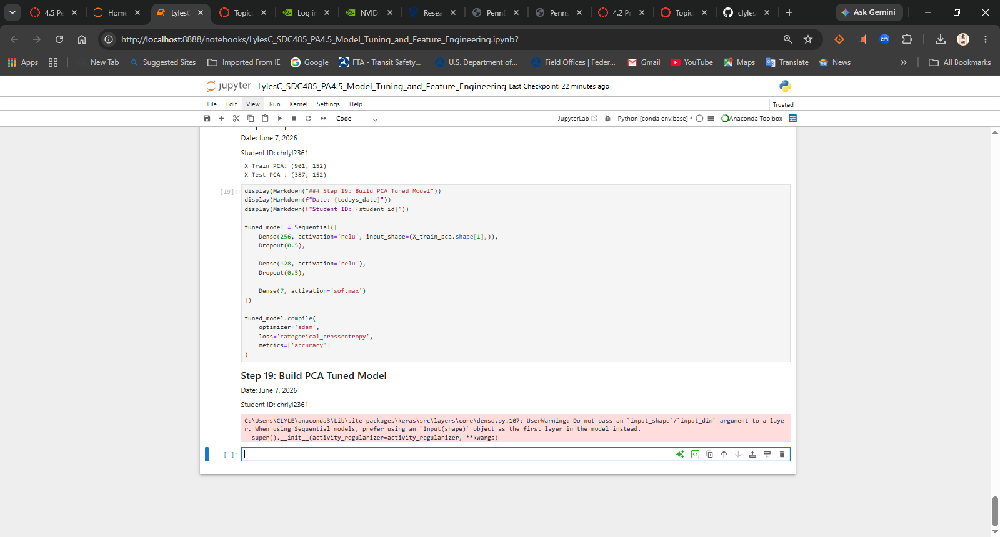 4.5 Pe
Home
Lyles
Topic
Log in
NVIDI
Resea
PennD
Penns
4.2 Pr
Topic
clyles
Ask Gemini
http://localhost:8888/notebooks/LylesC_SDC485_PA4.5_Model_Tuning_and_Feature_Engineering.ipynb?
Apps
New Tab
Suggested Sites
Imported From IE
Google
FTA - Transit Safety...
U.S. Department of...
Field Offices | Feder...
Gmail
YouTube
Maps
Translate
News
»
All Bookmarks
jupyter LylesC_SDC485_PA4.5_Model_Tuning_and_Feature_Engineering Last Checkpoint: 22 minutes ago
File Edit View Run Kernel Settings Help
Trusted
Code
JupyterLab
Python [conda env:base] *
Anaconda Toolbox
Date: June 7, 2026
Student ID: chrlyl2361
X Train PCA: (901, 152)
X Test PCA : (387, 152)
[19]:
display(Markdown("### Step 19: Build PCA Tuned Model"))
display(Markdown(f"Date: {todays_date}"))
display(Markdown(f"Student ID: {student_id}"))
tuned_model = Sequential([
Dense(256, activation='relu', input_shape=(X_train_pca.shape[1],)),
Dropout(0.5),
Dense(128, activation='relu'),
Dropout(0.5),
Dense(7, activation='softmax')
])
tuned_model.compile(
optimizer='adam',
loss='categorical_crossentropy',
metrics=['accuracy']
)
Step 19: Build PCA Tuned Model
Date: June 7, 2026
Student ID: chrlyl2361
C:\Users\CLYLE\anaconda3\Lib\site-packages\keras\src\layers\core\dense.py:107: UserWarning: Do not pass an `input_shape`/`input_dim` argument to a laye
r. When using Sequential models, prefer using an `Input(shape)` object as the first layer in the model instead.
super().__init__(activity_regularizer=activity_regularizer, **kwargs)
[ ]: